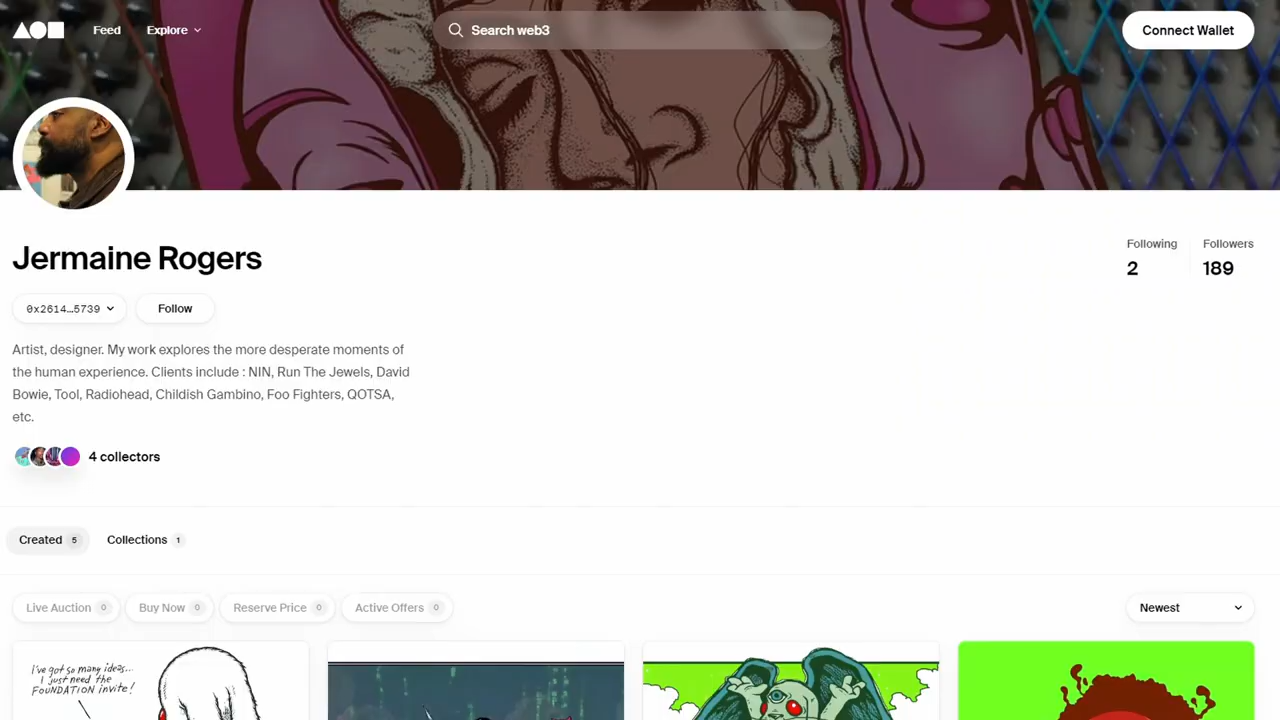 Feed
Explore
Search web3
Connect Wallet
Jermaine Rogers
Following
2
Followers
189
0x2614…5739
Follow
Artist, designer. My work explores the more desperate moments of
the human experience. Clients include : NIN, Run The Jewels, David
Bowie, Tool, Radiohead, Childish Gambino, Foo Fighters, QOTSA,
etc.
4 collectors
Created 5
Collections 1
Live Auction 0
Buy Now 0
Reserve Price 0
Active Offers 0
Newest
I've got so many ideas...
I just need the
FOUNDATION invite!